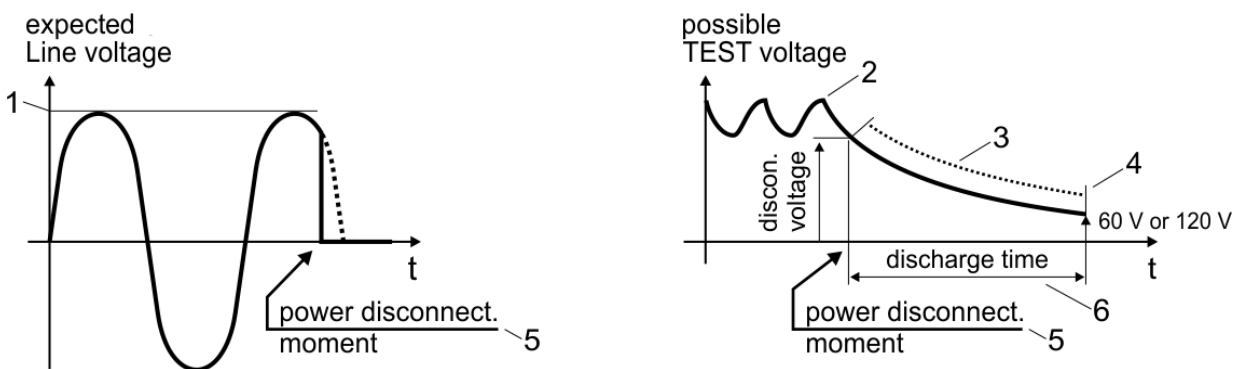 expected
Line voltage
1
t
power disconnect.
moment
5
possible
TEST voltage
2
3
4
discon.
voltage
60 V or 120 V
discharge time
t
6
power disconnect.
moment
5